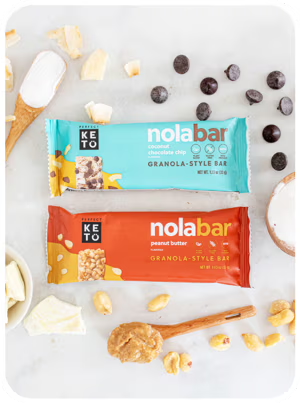 PERFECT
KETO
nolabar
coconut
chocolate chip
GRANOLA-STYLE BAR
PERFECT
KETO
nolabar
peanut butter
GRANOLA-STYLE BAR